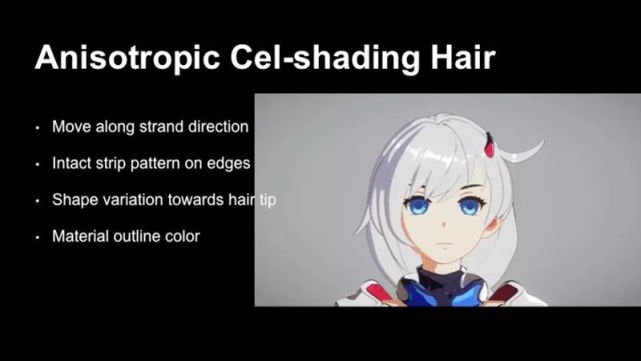 Anisotropic Cel-shading Hair
• Move along strand direction
• Intact strip pattern on edges
• Shape variation towards hair tip
• Material outline color